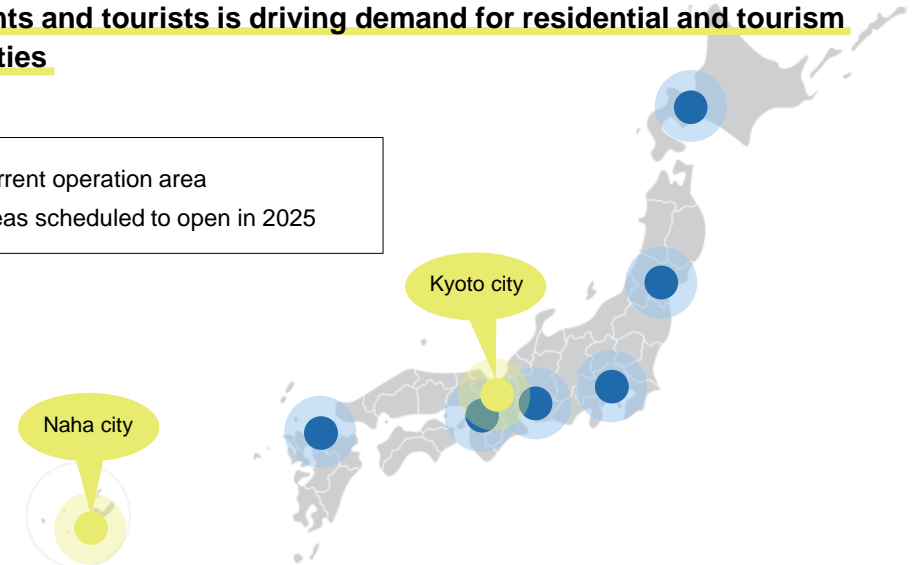 nts and tourists is driving demand for residential and tourism
ties
rrent operation area
eas scheduled to open in 2025
Kyoto city
Naha city